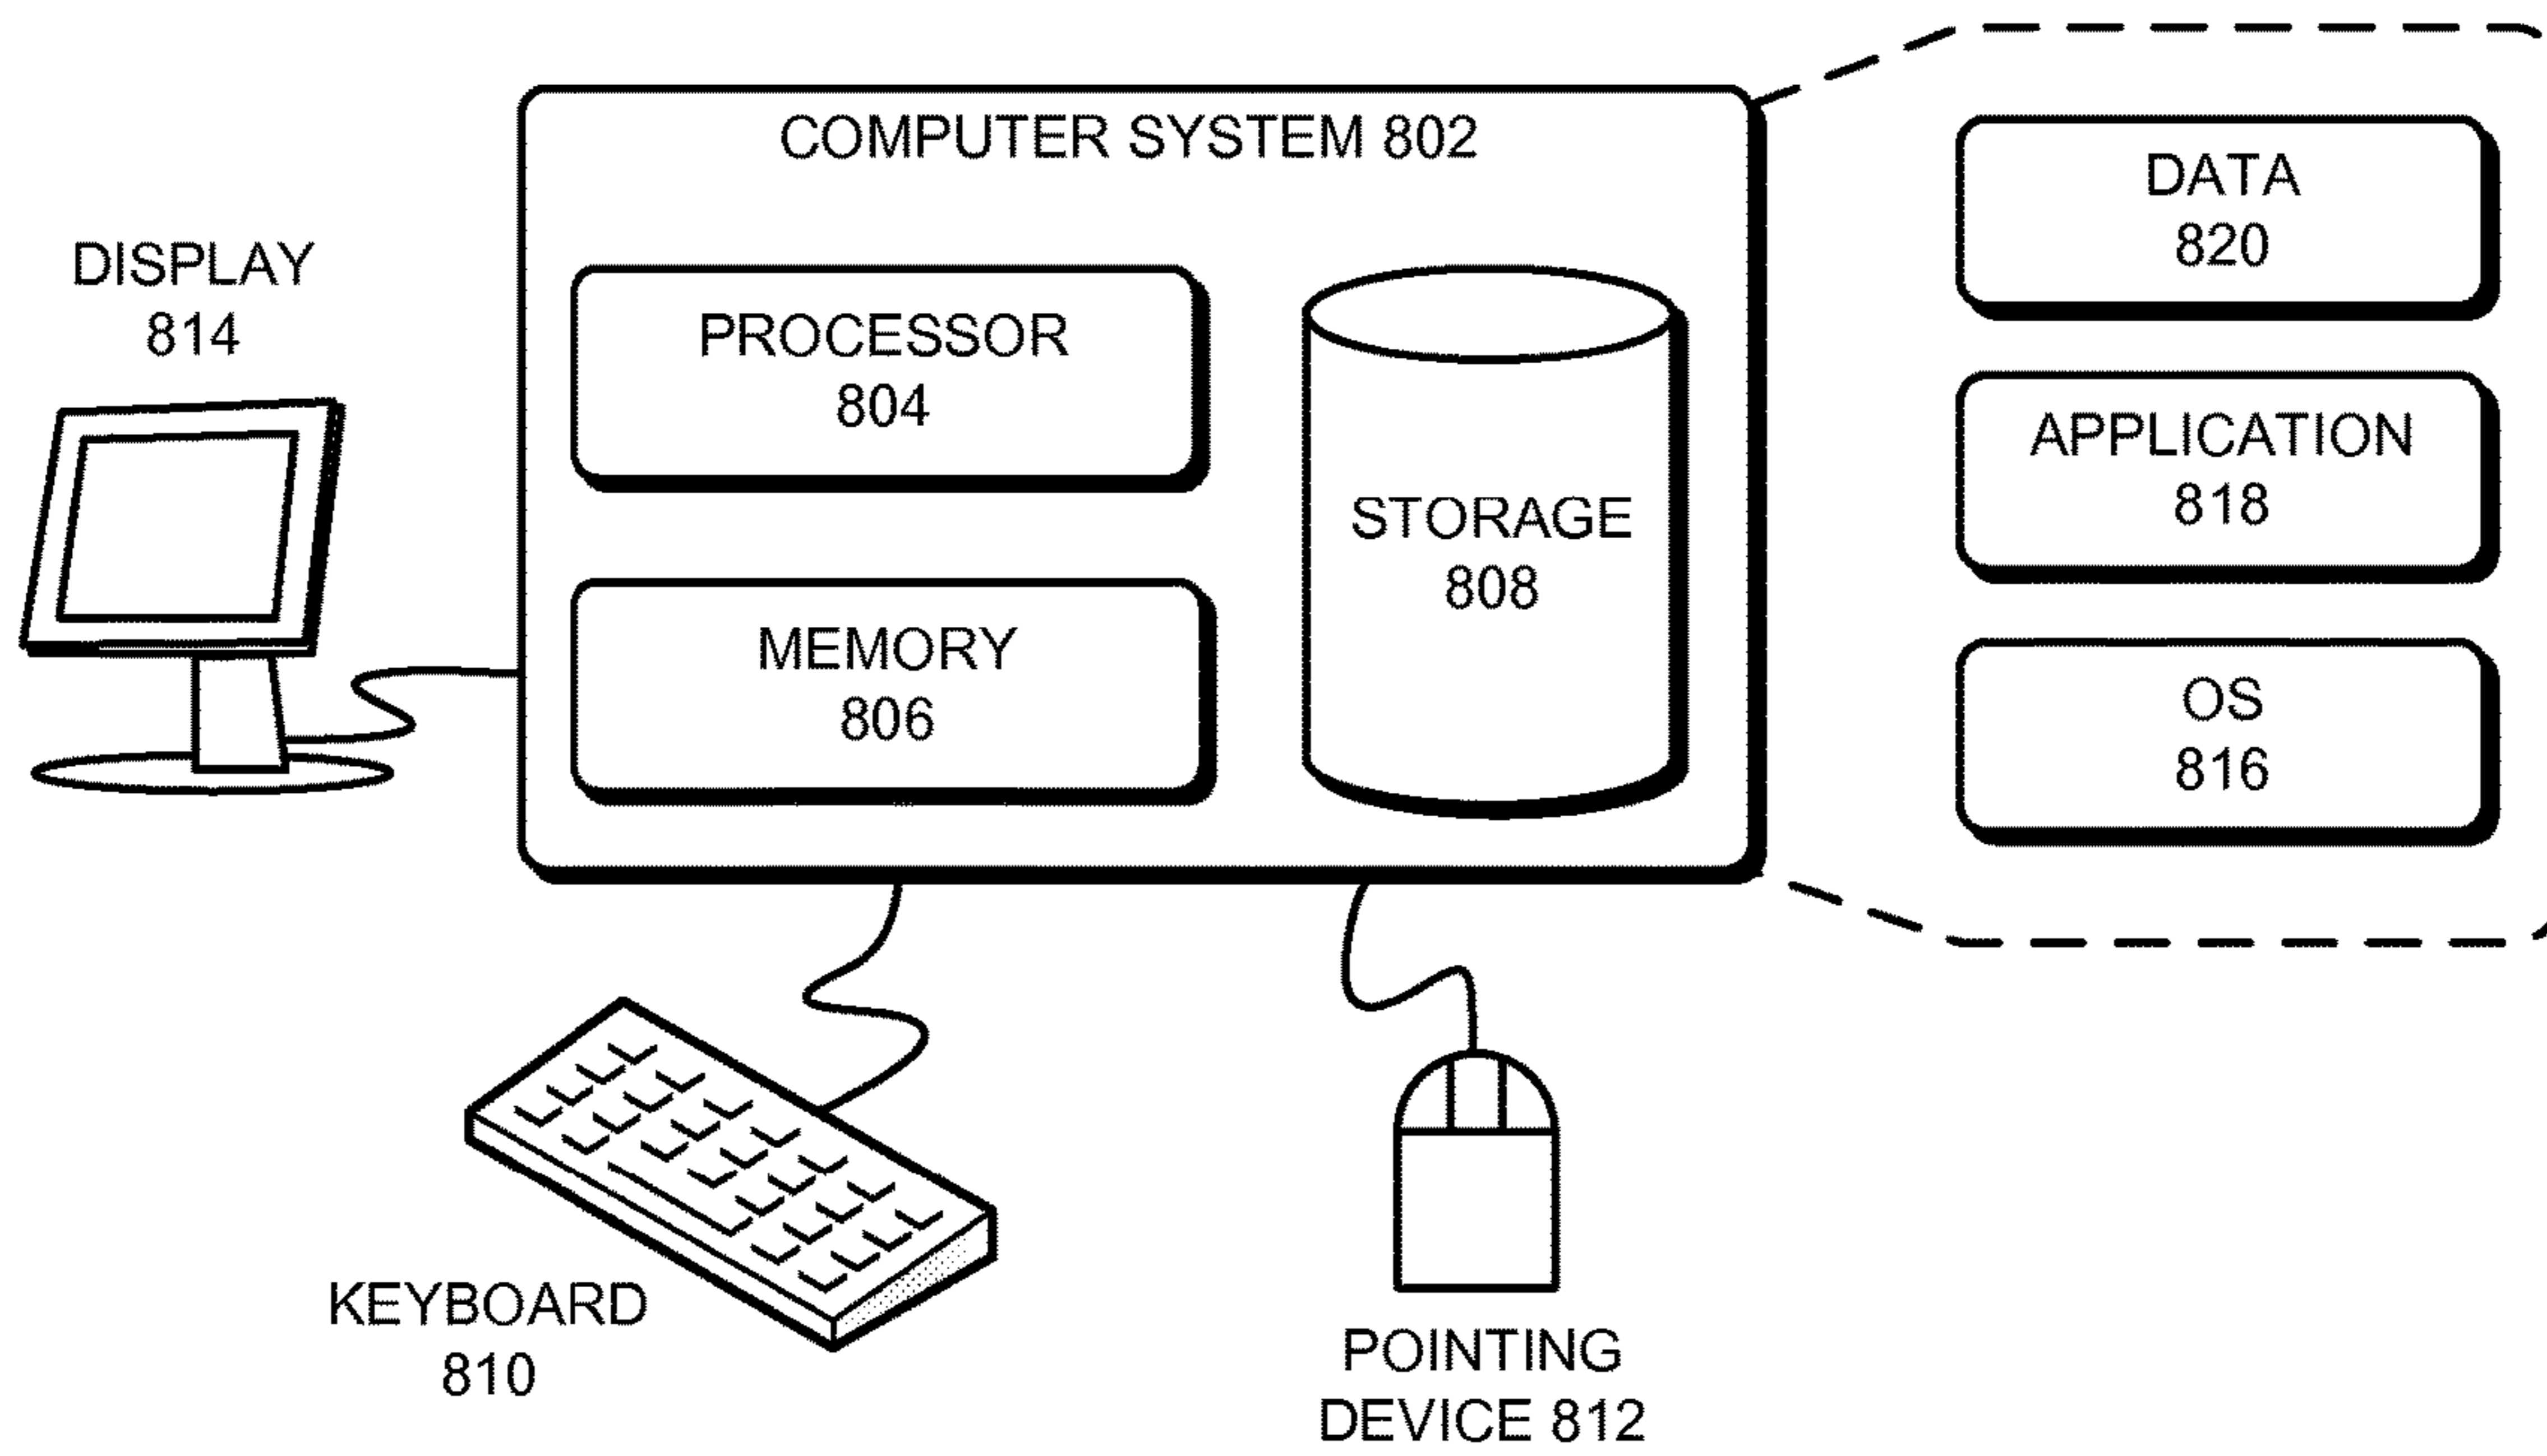 COMPUTER SYSTEM 802
DISPLAY
814
PROCESSOR
804
MEMORY
806
STORAGE
808
DATA
820
APPLICATION
818
OS
816
KEYBOARD
810
POINTING
DEVICE 812